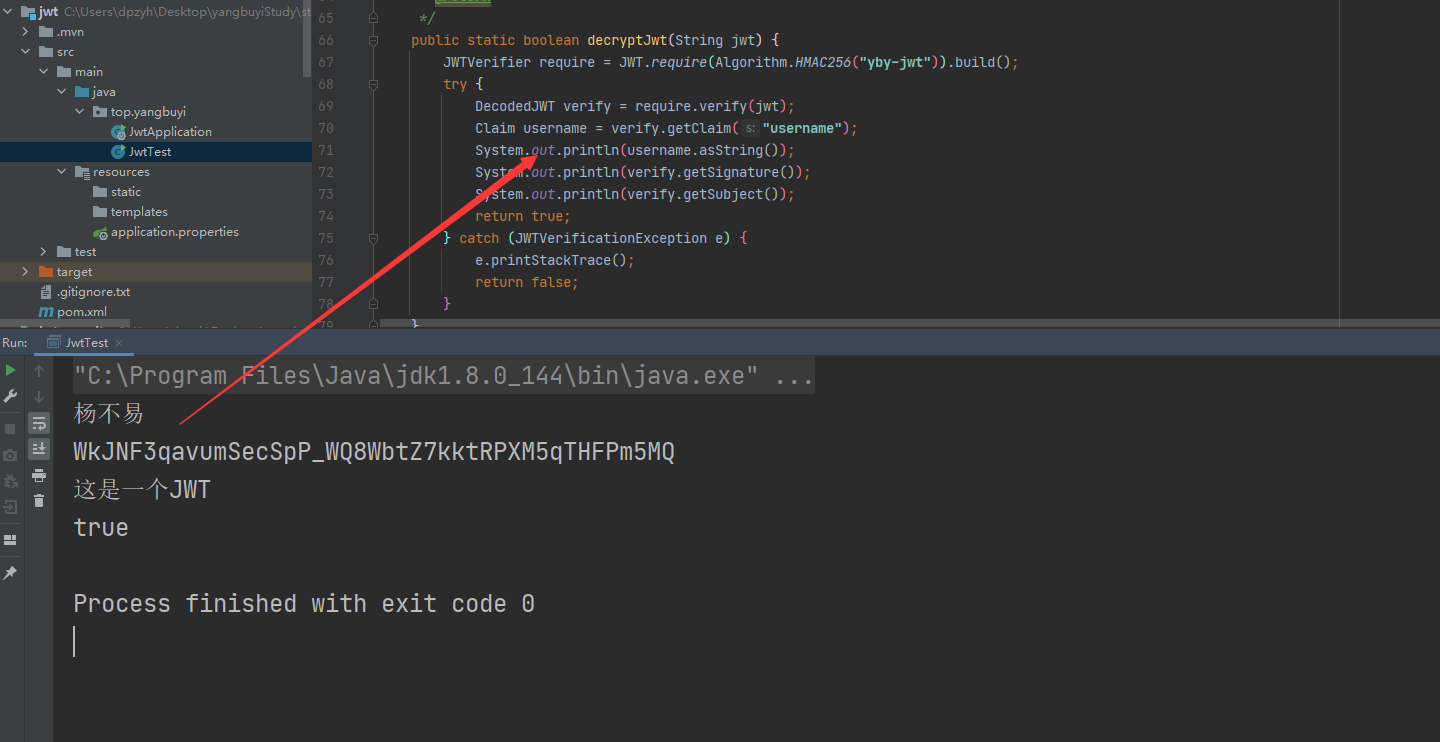 jwt C:\Users\dpzyh\Desktop\yangbuyiStudy\st
.mvn
src
main
java
top.yangbuyi
JwtApplication
JwtTest
resources
static
templates
application.properties
test
target
.gitignore.txt
pom.xml
65 */
66 public static boolean decryptJwt(String jwt) {
67 JWTVerifier require = JWT.require(Algorithm.HMAC256("yby-jwt")).build();
68 try {
69 DecodedJWT verify = require.verify(jwt);
70 Claim username = verify.getClaim( s: "username");
71 System.out.println(username.asString());
72 System.out.println(verify.getSignature());
73 System.out.println(verify.getSubject());
74 return true;
75 } catch (JWTVerificationException e) {
76 e.printStackTrace();
77 return false;
78 }
79 }
Run: JwtTest
"C:\Program Files\Java\jdk1.8.0_144\bin\java.exe" ...
杨不易
WkJNF3qavumSecSpP_WQ8WbtZ7kktRPXM5qTHFPm5MQ
这是一个JWT
true
Process finished with exit code 0